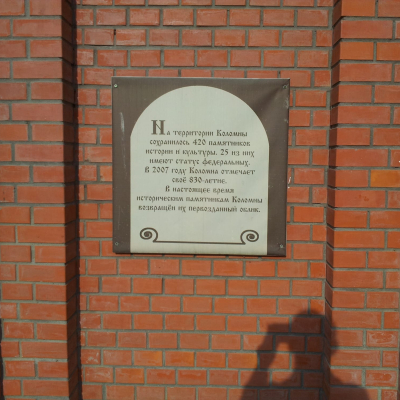 На территории Коломны
сохранилось 420 памятников
истории и культуры. 25 из них
имеют статус федеральных.
В 2007 году Коломна отмечает
своё 830-летие.
В настоящее время
историческим памятникам Коломны
возвращён их первозданный облик.